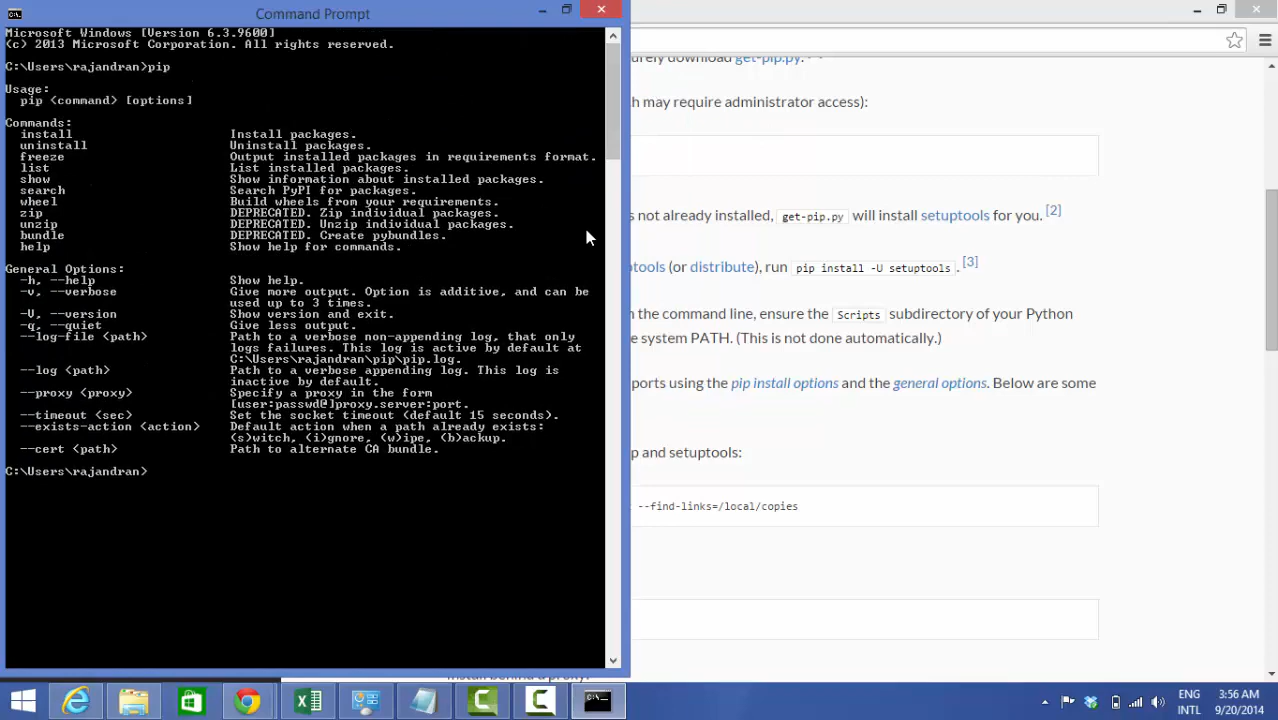 Command Prompt
Microsoft Windows [Version 6.3.9600]
(c) 2013 Microsoft Corporation. All rights reserved.
C:\Users\rajandran>pip
Usage:
pip <command> [options]
Commands:
install Install packages.
uninstall Uninstall packages.
freeze Output installed packages in requirements format.
list List installed packages.
show Show information about installed packages.
search Search PyPI for packages.
wheel Build wheels from your requirements.
zip DEPRECATED. Zip individual packages.
unzip DEPRECATED. Unzip individual packages.
bundle DEPRECATED. Create pybundles.
help Show help for commands.
General Options:
-h, --help Show help.
-v, --verbose Give more output. Option is additive, and can be
used up to 3 times.
-V, --version Show version and exit.
-q, --quiet Give less output.
--log-file <path> Path to a verbose non-appending log, that only
logs failures. This log is active by default at
C:\Users\rajandran\pip\pip.log.
--log <path> Path to a verbose appending log. This log is
inactive by default.
--proxy <proxy> Specify a proxy in the form
[user:passwd@]proxy.server:port.
--timeout <sec> Set the socket timeout (default 15 seconds).
--exists-action <action> Default action when a path already exists:
(s)witch, (i)gnore, (w)ipe, (b)ackup.
--cert <path> Path to alternate CA bundle.
C:\Users\rajandran>
download get-pip.py.
h may require administrator access):
s not already installed, get-pip.py will install setuptools for you. [2]
(or distribute), run pip install -U setuptools . [3]
the command line, ensure the Scripts subdirectory of your Python
e system PATH. (This is not done automatically.)
ports using the pip install options and the general options. Below are some
p and setuptools:
--find-links=/local/copies
install behind a proxy:
ENG
INTL
3:56 AM
9/20/2014